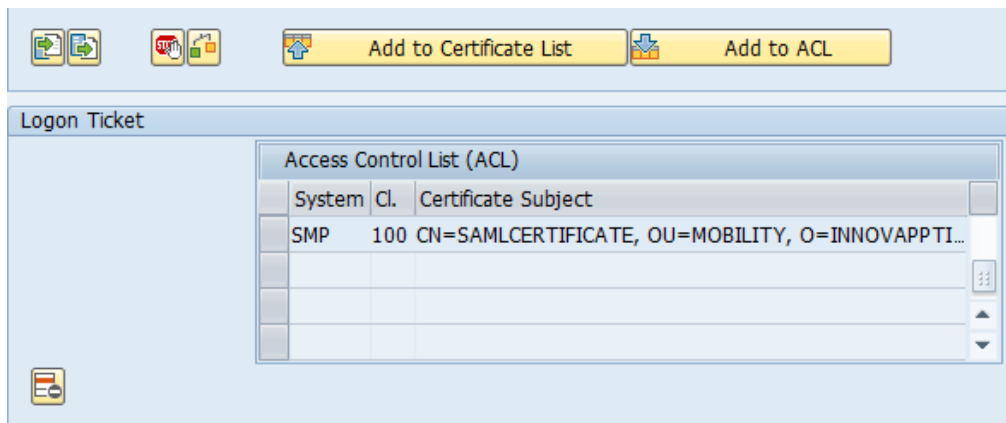 STOP
Add to Certificate List Add to ACL
Logon Ticket
Access Control List (ACL)
System Cl. Certificate Subject
SMP 100 CN=SAMLCERTIFICATE, OU=MOBILITY, O=INNOVAPPTI...